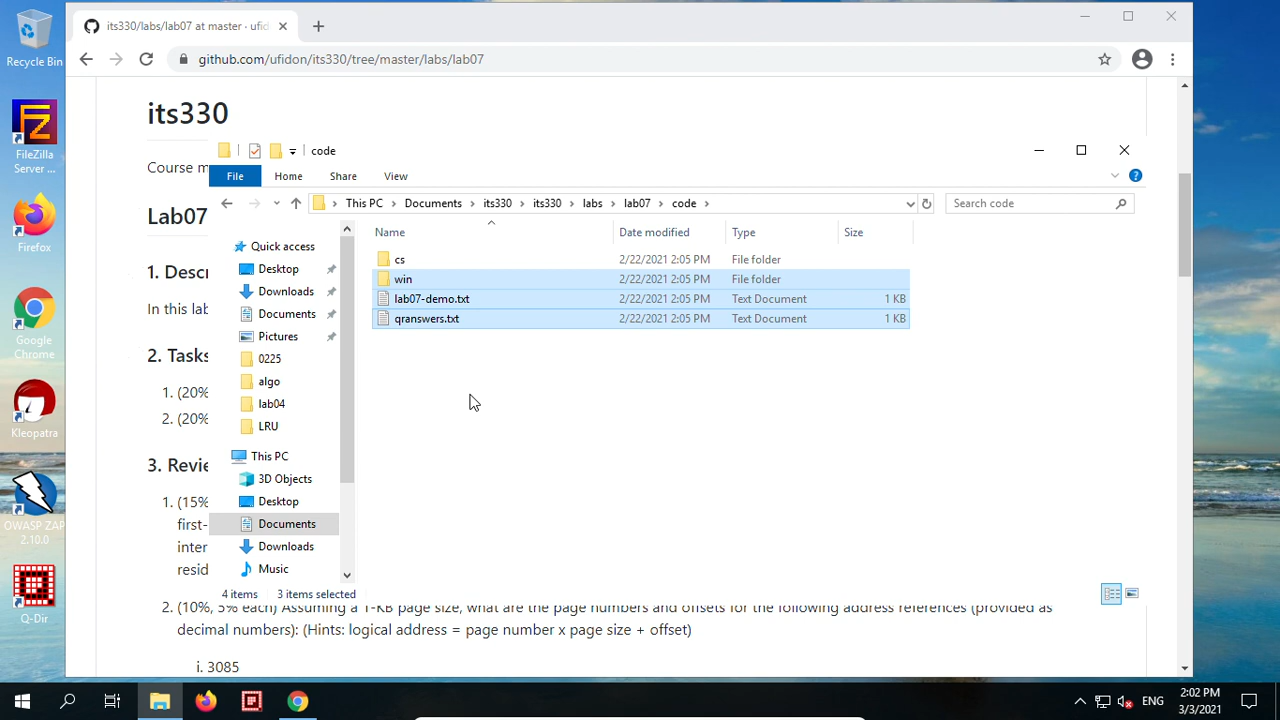 its330/labs/lab07 at master · ufid
github.com/ufidon/its330/tree/master/labs/lab07
its330
Course m
Lab07
1. Descr
In this lab
2. Tasks
1. (20%
2. (20%
3. Revie
1. (15%
first-
inter
resid
2. (10%, 5% each) Assuming a 1-KB page size, what are the page numbers and offsets for the following address references (provided as
decimal numbers): (Hints: logical address = page number x page size + offset)
i. 3085
code
File Home Share View
This PC Documents its330 its330 labs lab07 code
Search code
Name Date modified Type Size
cs 2/22/2021 2:05 PM File folder
win 2/22/2021 2:05 PM File folder
lab07-demo.txt 2/22/2021 2:05 PM Text Document 1 KB
qranswers.txt 2/22/2021 2:05 PM Text Document 1 KB
Quick access
Desktop
Downloads
Documents
Pictures
0225
algo
lab04
LRU
This PC
3D Objects
Desktop
Documents
Downloads
Music
4 items 3 items selected
Recycle Bin
FileZilla
Server ...
Firefox
Google
Chrome
Kleopatra
OWASP ZAP
2.10.0
Q-Dir
ENG
2:02 PM
3/3/2021